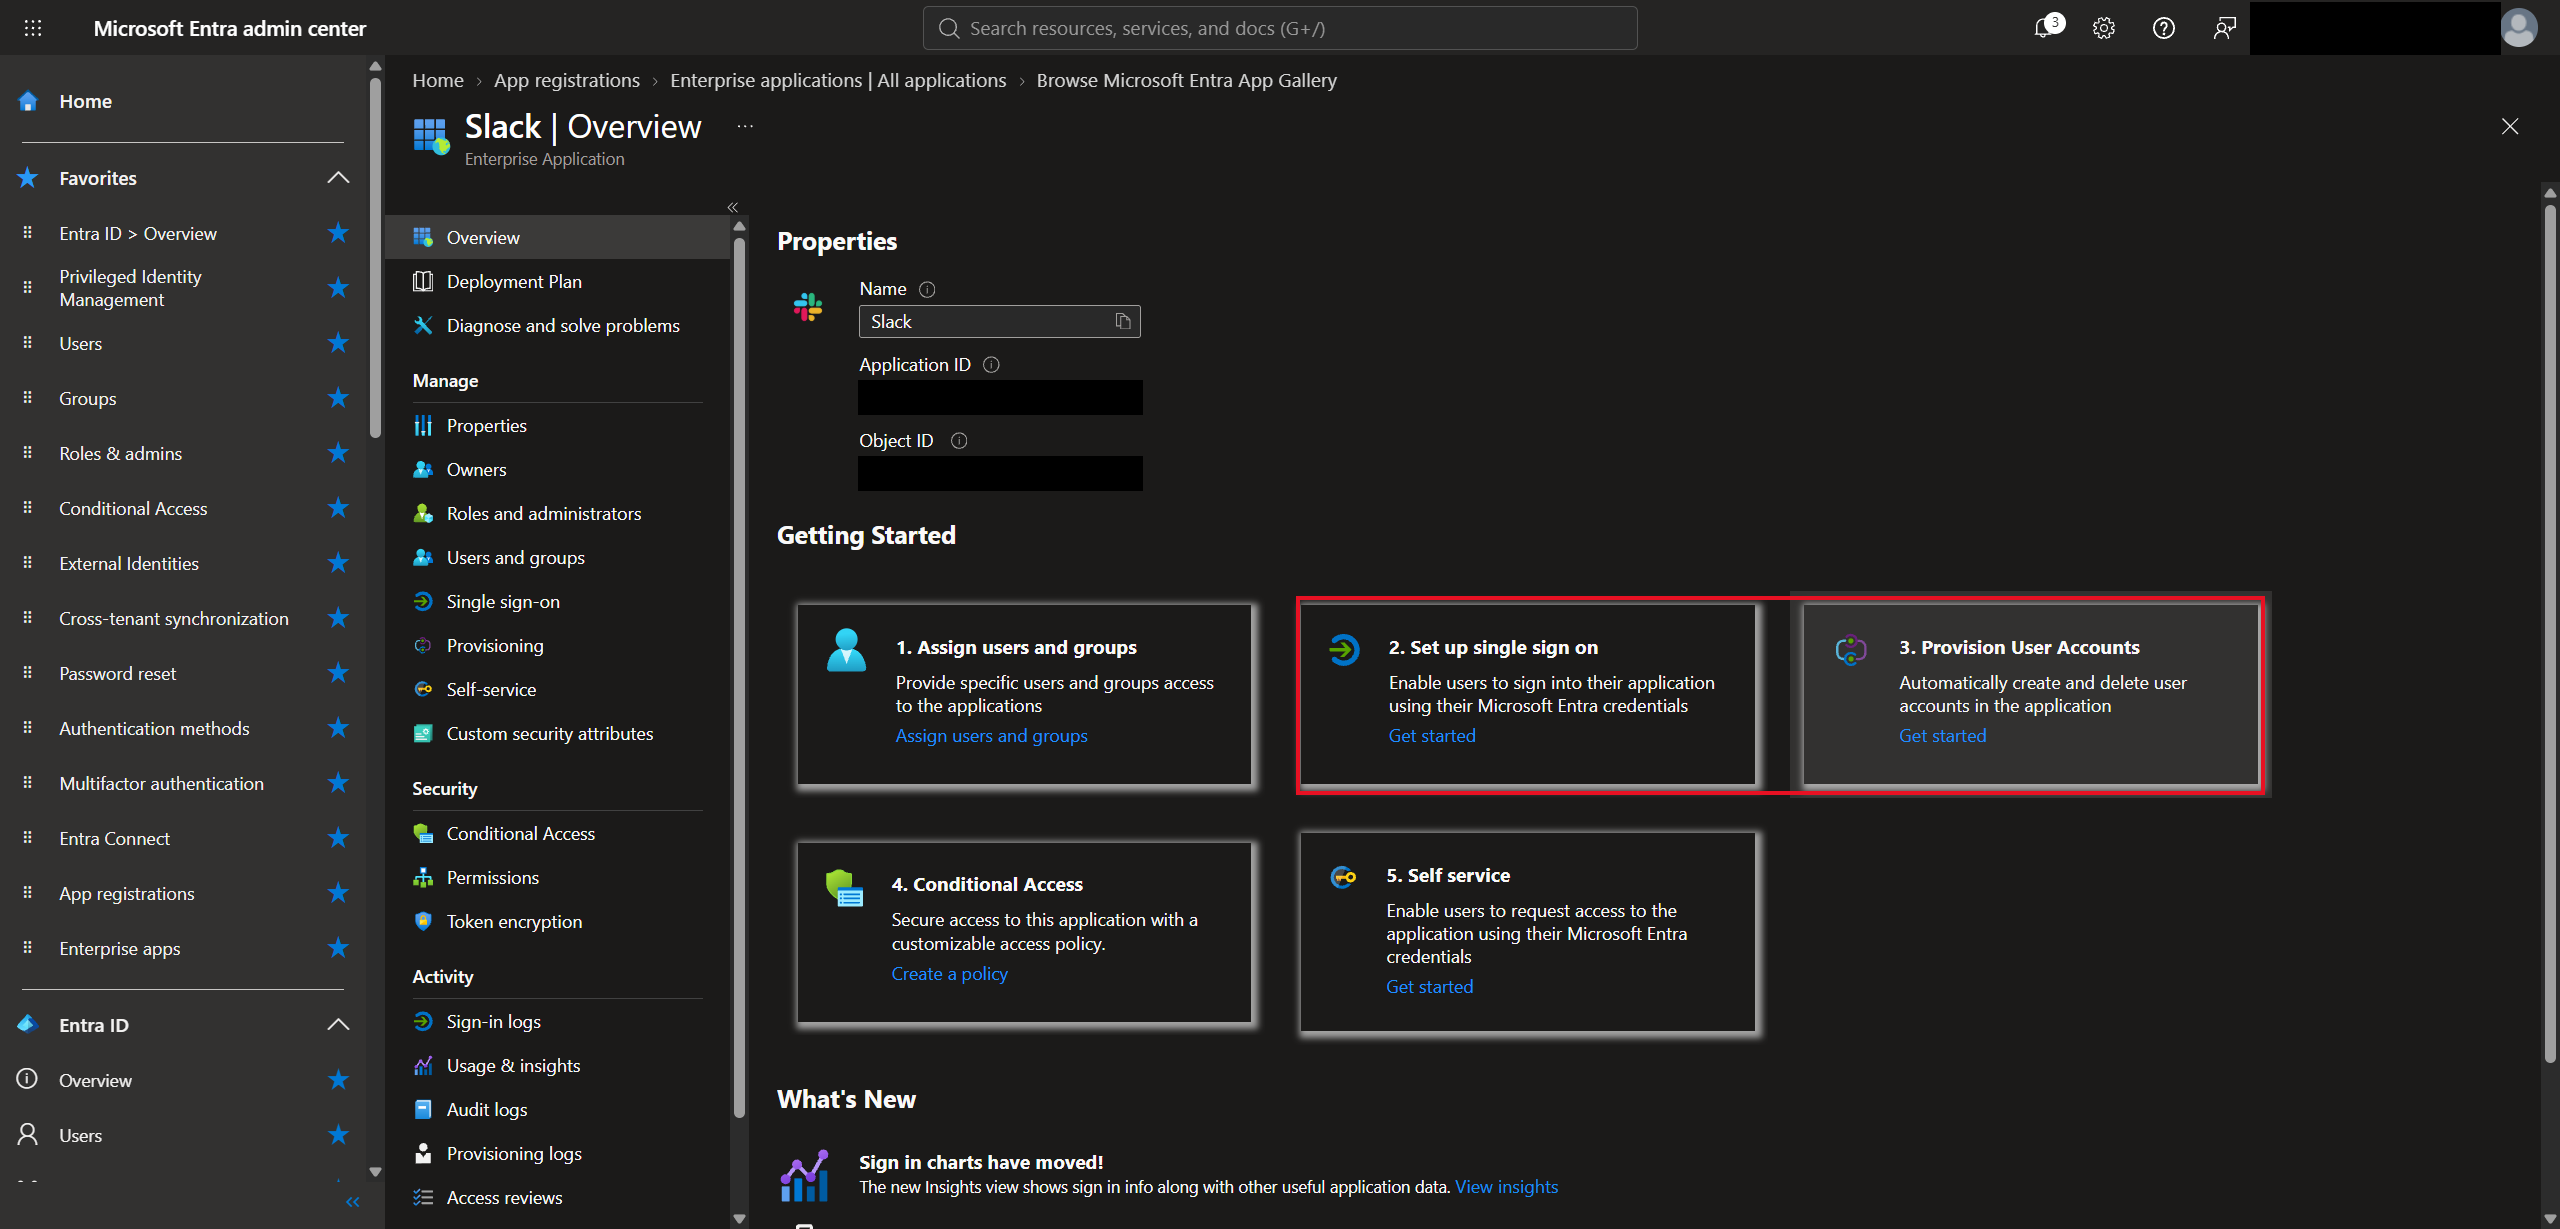 Microsoft Entra admin center
Search resources, services, and docs (G+/)
3
Home
Favorites
Entra ID > Overview
Privileged Identity
Management
Users
Groups
Roles & admins
Conditional Access
External Identities
Cross-tenant synchronization
Password reset
Authentication methods
Multifactor authentication
Entra Connect
App registrations
Enterprise apps
Entra ID
Overview
Users
Home › App registrations › Enterprise applications | All applications › Browse Microsoft Entra App Gallery
Slack | Overview ...
Enterprise Application
Overview
Deployment Plan
Diagnose and solve problems
Manage
Properties
Owners
Roles and administrators
Users and groups
Single sign-on
Provisioning
Self-service
Custom security attributes
Security
Conditional Access
Permissions
Token encryption
Activity
Sign-in logs
Usage & insights
Audit logs
Provisioning logs
Access reviews
Properties
Name
Slack
Application ID
Object ID
Getting Started
1. Assign users and groups
Provide specific users and groups access
to the applications
Assign users and groups
2. Set up single sign on
Enable users to sign into their application
using their Microsoft Entra credentials
Get started
3. Provision User Accounts
Automatically create and delete user
accounts in the application
Get started
4. Conditional Access
Secure access to this application with a
customizable access policy.
Create a policy
5. Self service
Enable users to request access to the
application using their Microsoft Entra
credentials
Get started
What's New
Sign in charts have moved!
The new Insights view shows sign in info along with other useful application data. View insights